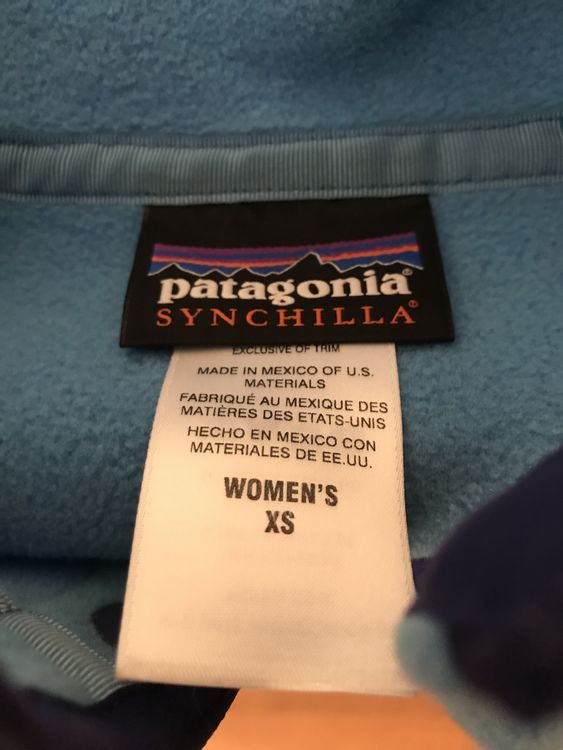 patagonia®
SYNCHILLA®
EXCLUSIVE OF TRIM
MADE IN MEXICO OF U.S.
MATERIALS
FABRIQUÉ AU MEXIQUE DES
MATIÈRES DES ETATS-UNIS
HECHO EN MEXICO CON
MATERIALES DE EE.UU.
WOMEN'S
XS